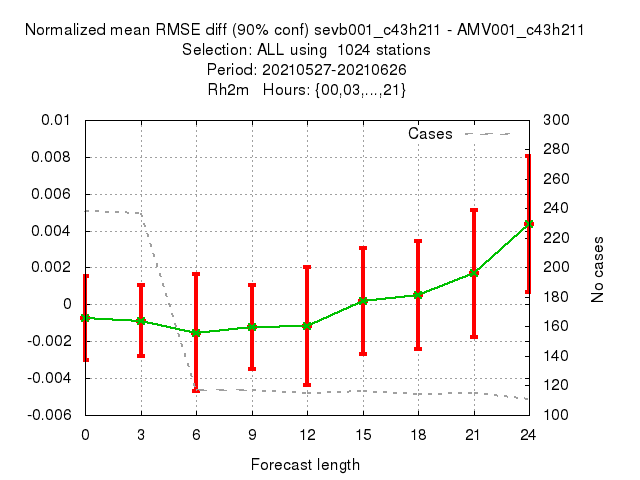 Normalized mean RMSE diff (90% conf) sevb001_c43h211 - AMV001_c43h211
Selection: ALL using  1024 stations
Period: 20210527-20210626
Rh2m   Hours: {00,03,...,21}
Cases
0.01
0.008
0.006
0.004
0.002
0
-0.002
-0.004
-0.006
300
280
260
240
220
200
180
160
140
120
100
No cases
0 3 6 9 12 15 18 21 24
Forecast length